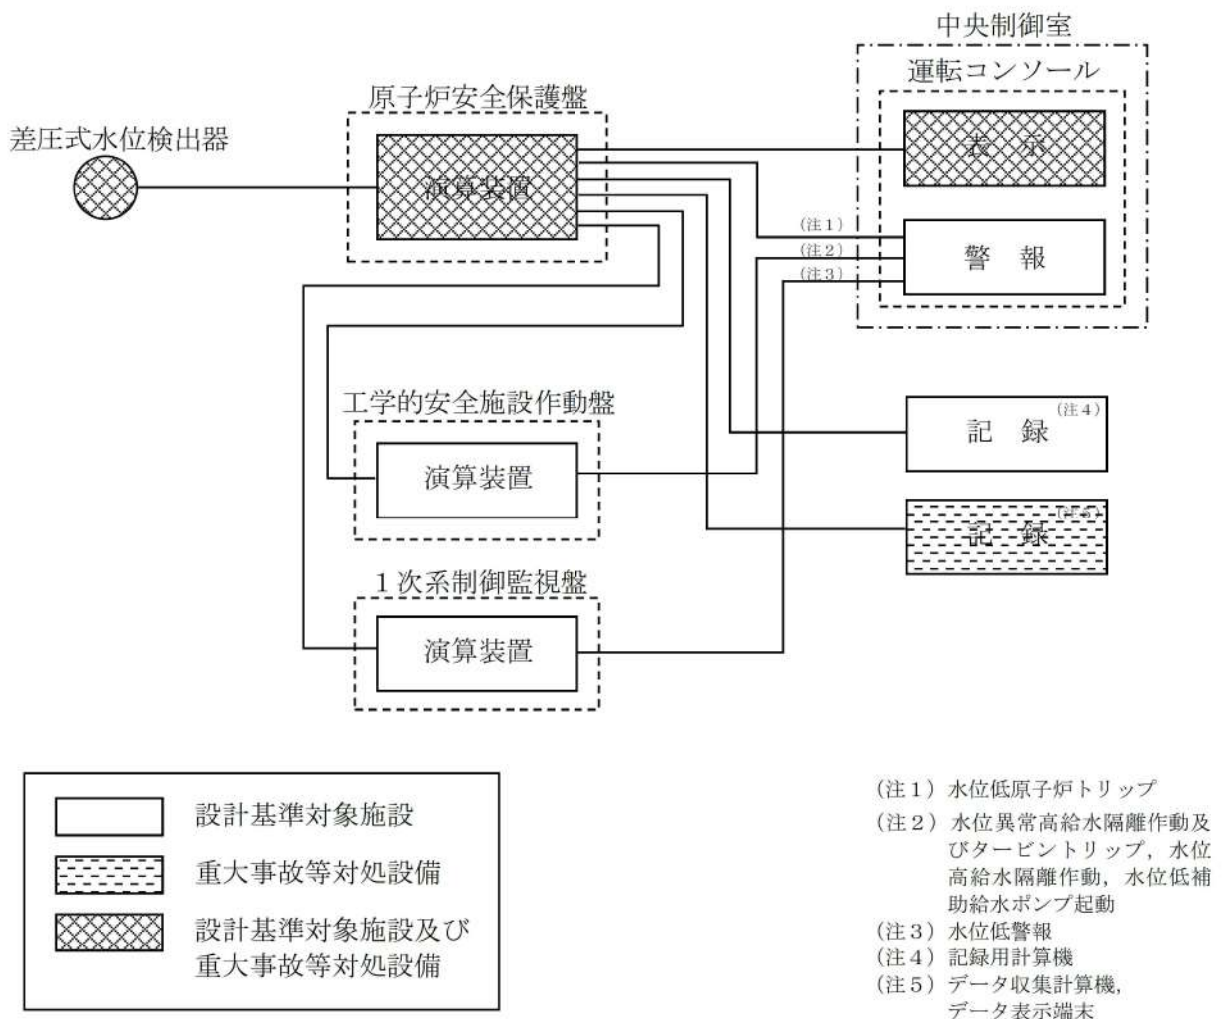 中央制御室
運転コンソール
原子炉安全保護盤
差圧式水位検出器
演算装置
表　示
(注1)
(注2)
(注3)
警　報
工学的安全施設作動盤
演算装置
記　録
(注4)
記　録
(注5)
1次系制御監視盤
演算装置
設計基準対象施設
重大事故等対処設備
設計基準対象施設及び
重大事故等対処設備
(注1) 水位低原子炉トリップ
(注2) 水位異常高給水隔離作動及
びタービントリップ，水位
高給水隔離作動，水位低補
助給水ポンプ起動
(注3) 水位低警報
(注4) 記録用計算機
(注5) データ収集計算機，
データ表示端末